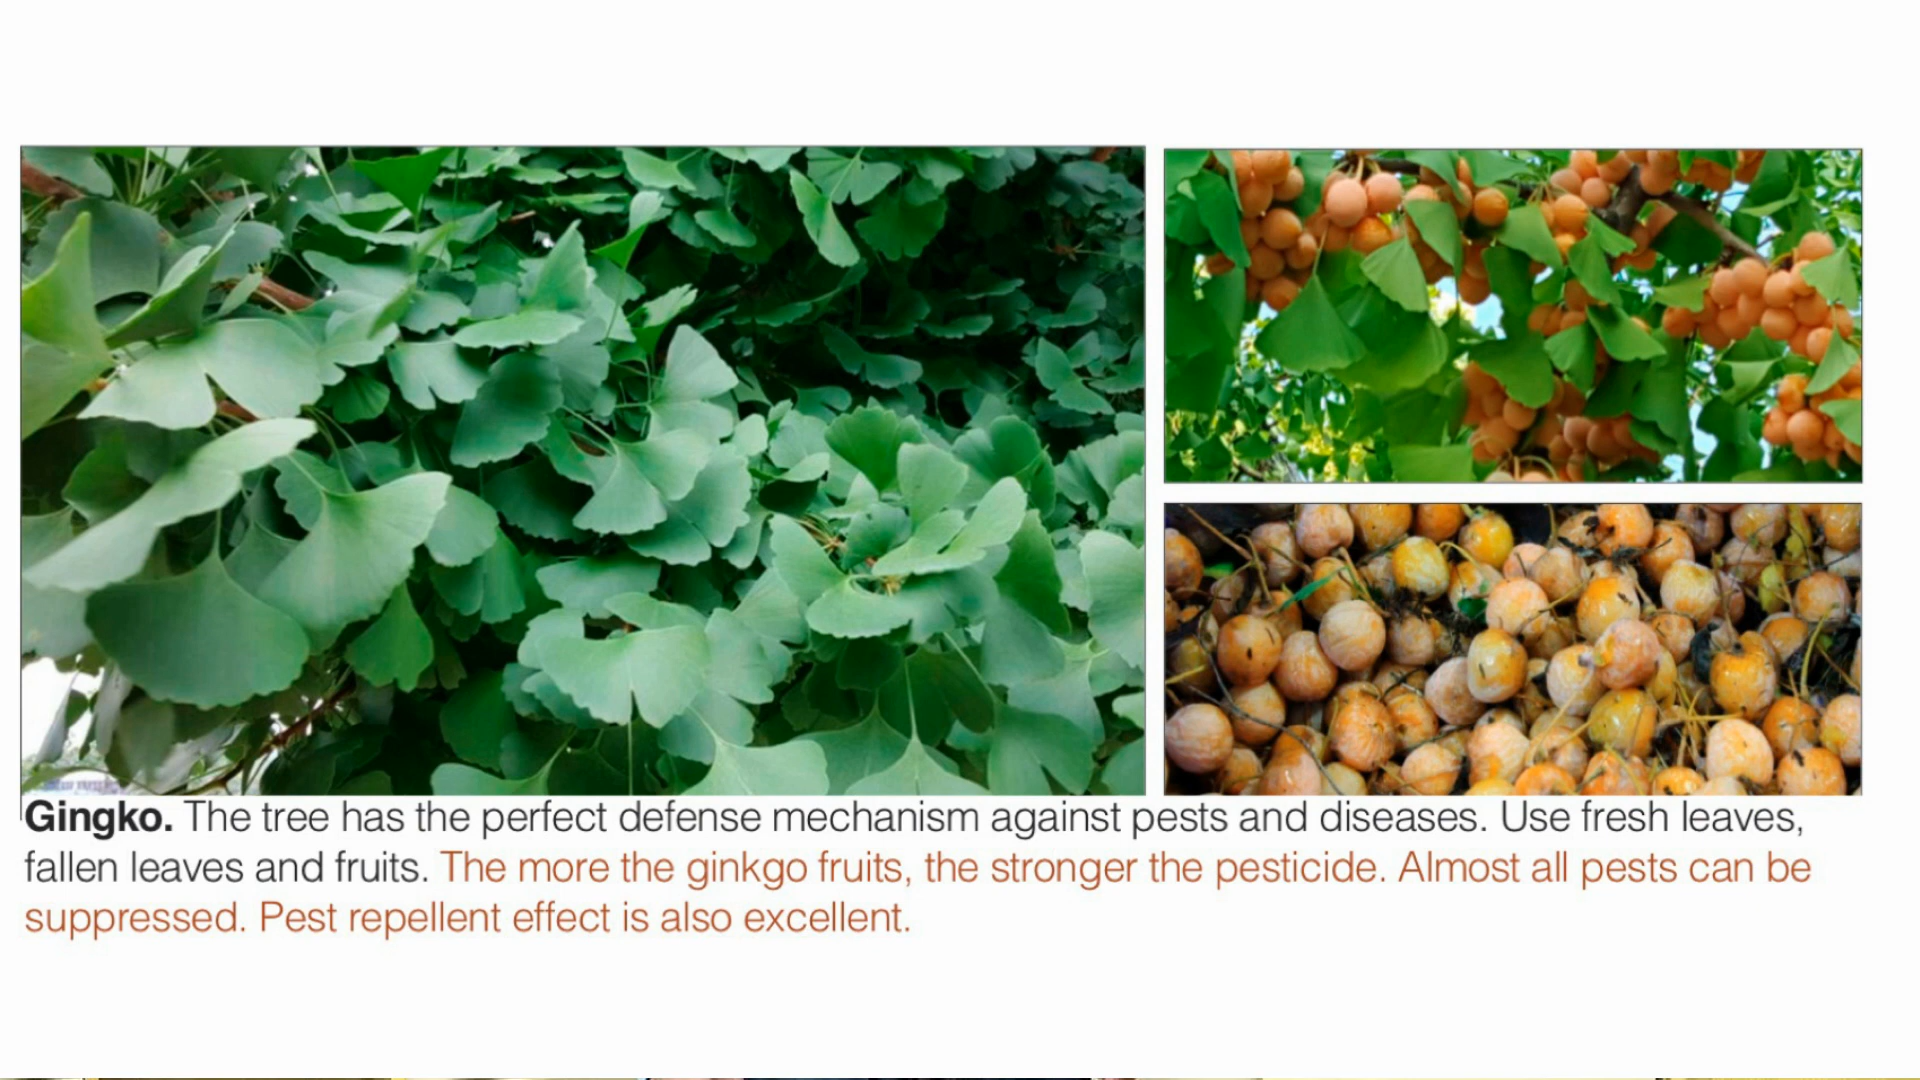 Gingko. The tree has the perfect defense mechanism against pests and diseases. Use fresh leaves,
fallen leaves and fruits. The more the ginkgo fruits, the stronger the pesticide. Almost all pests can be
suppressed. Pest repellent effect is also excellent.